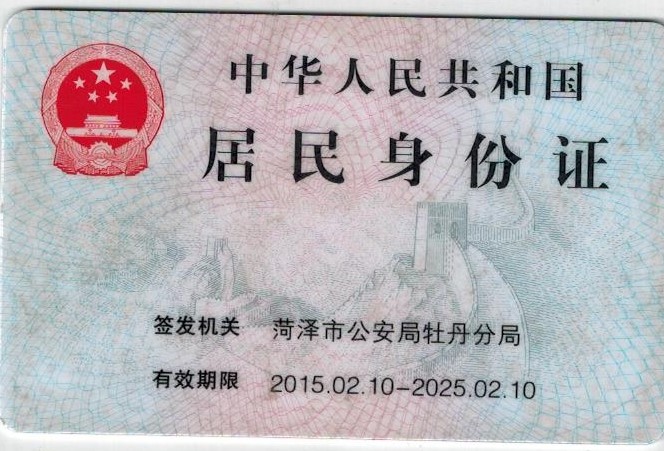 中华人民共和国
居民身份证
签发机关 菏泽市公安局牡丹分局
有效期限 2015.02.10-2025.02.10